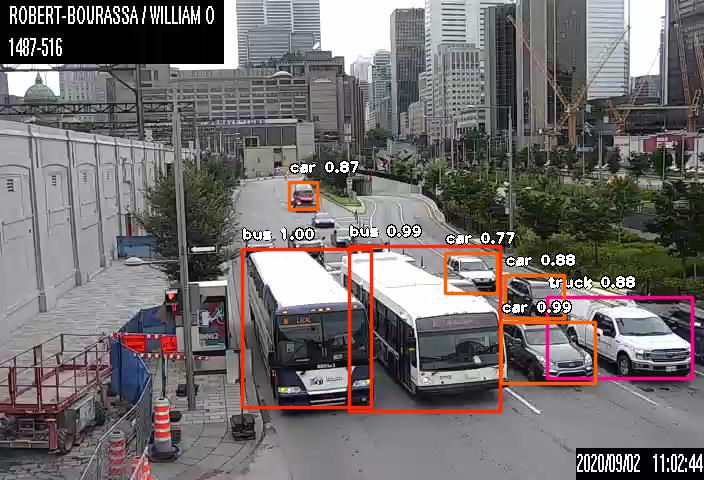 ROBERT-BOURASSA / WILLIAM O
1487-516
car 0.87
bus 1.00
bus 0.99
car 0.77
car 0.88
truck 0.88
car 0.99
LOCAL
2020/09/02 11:02:44